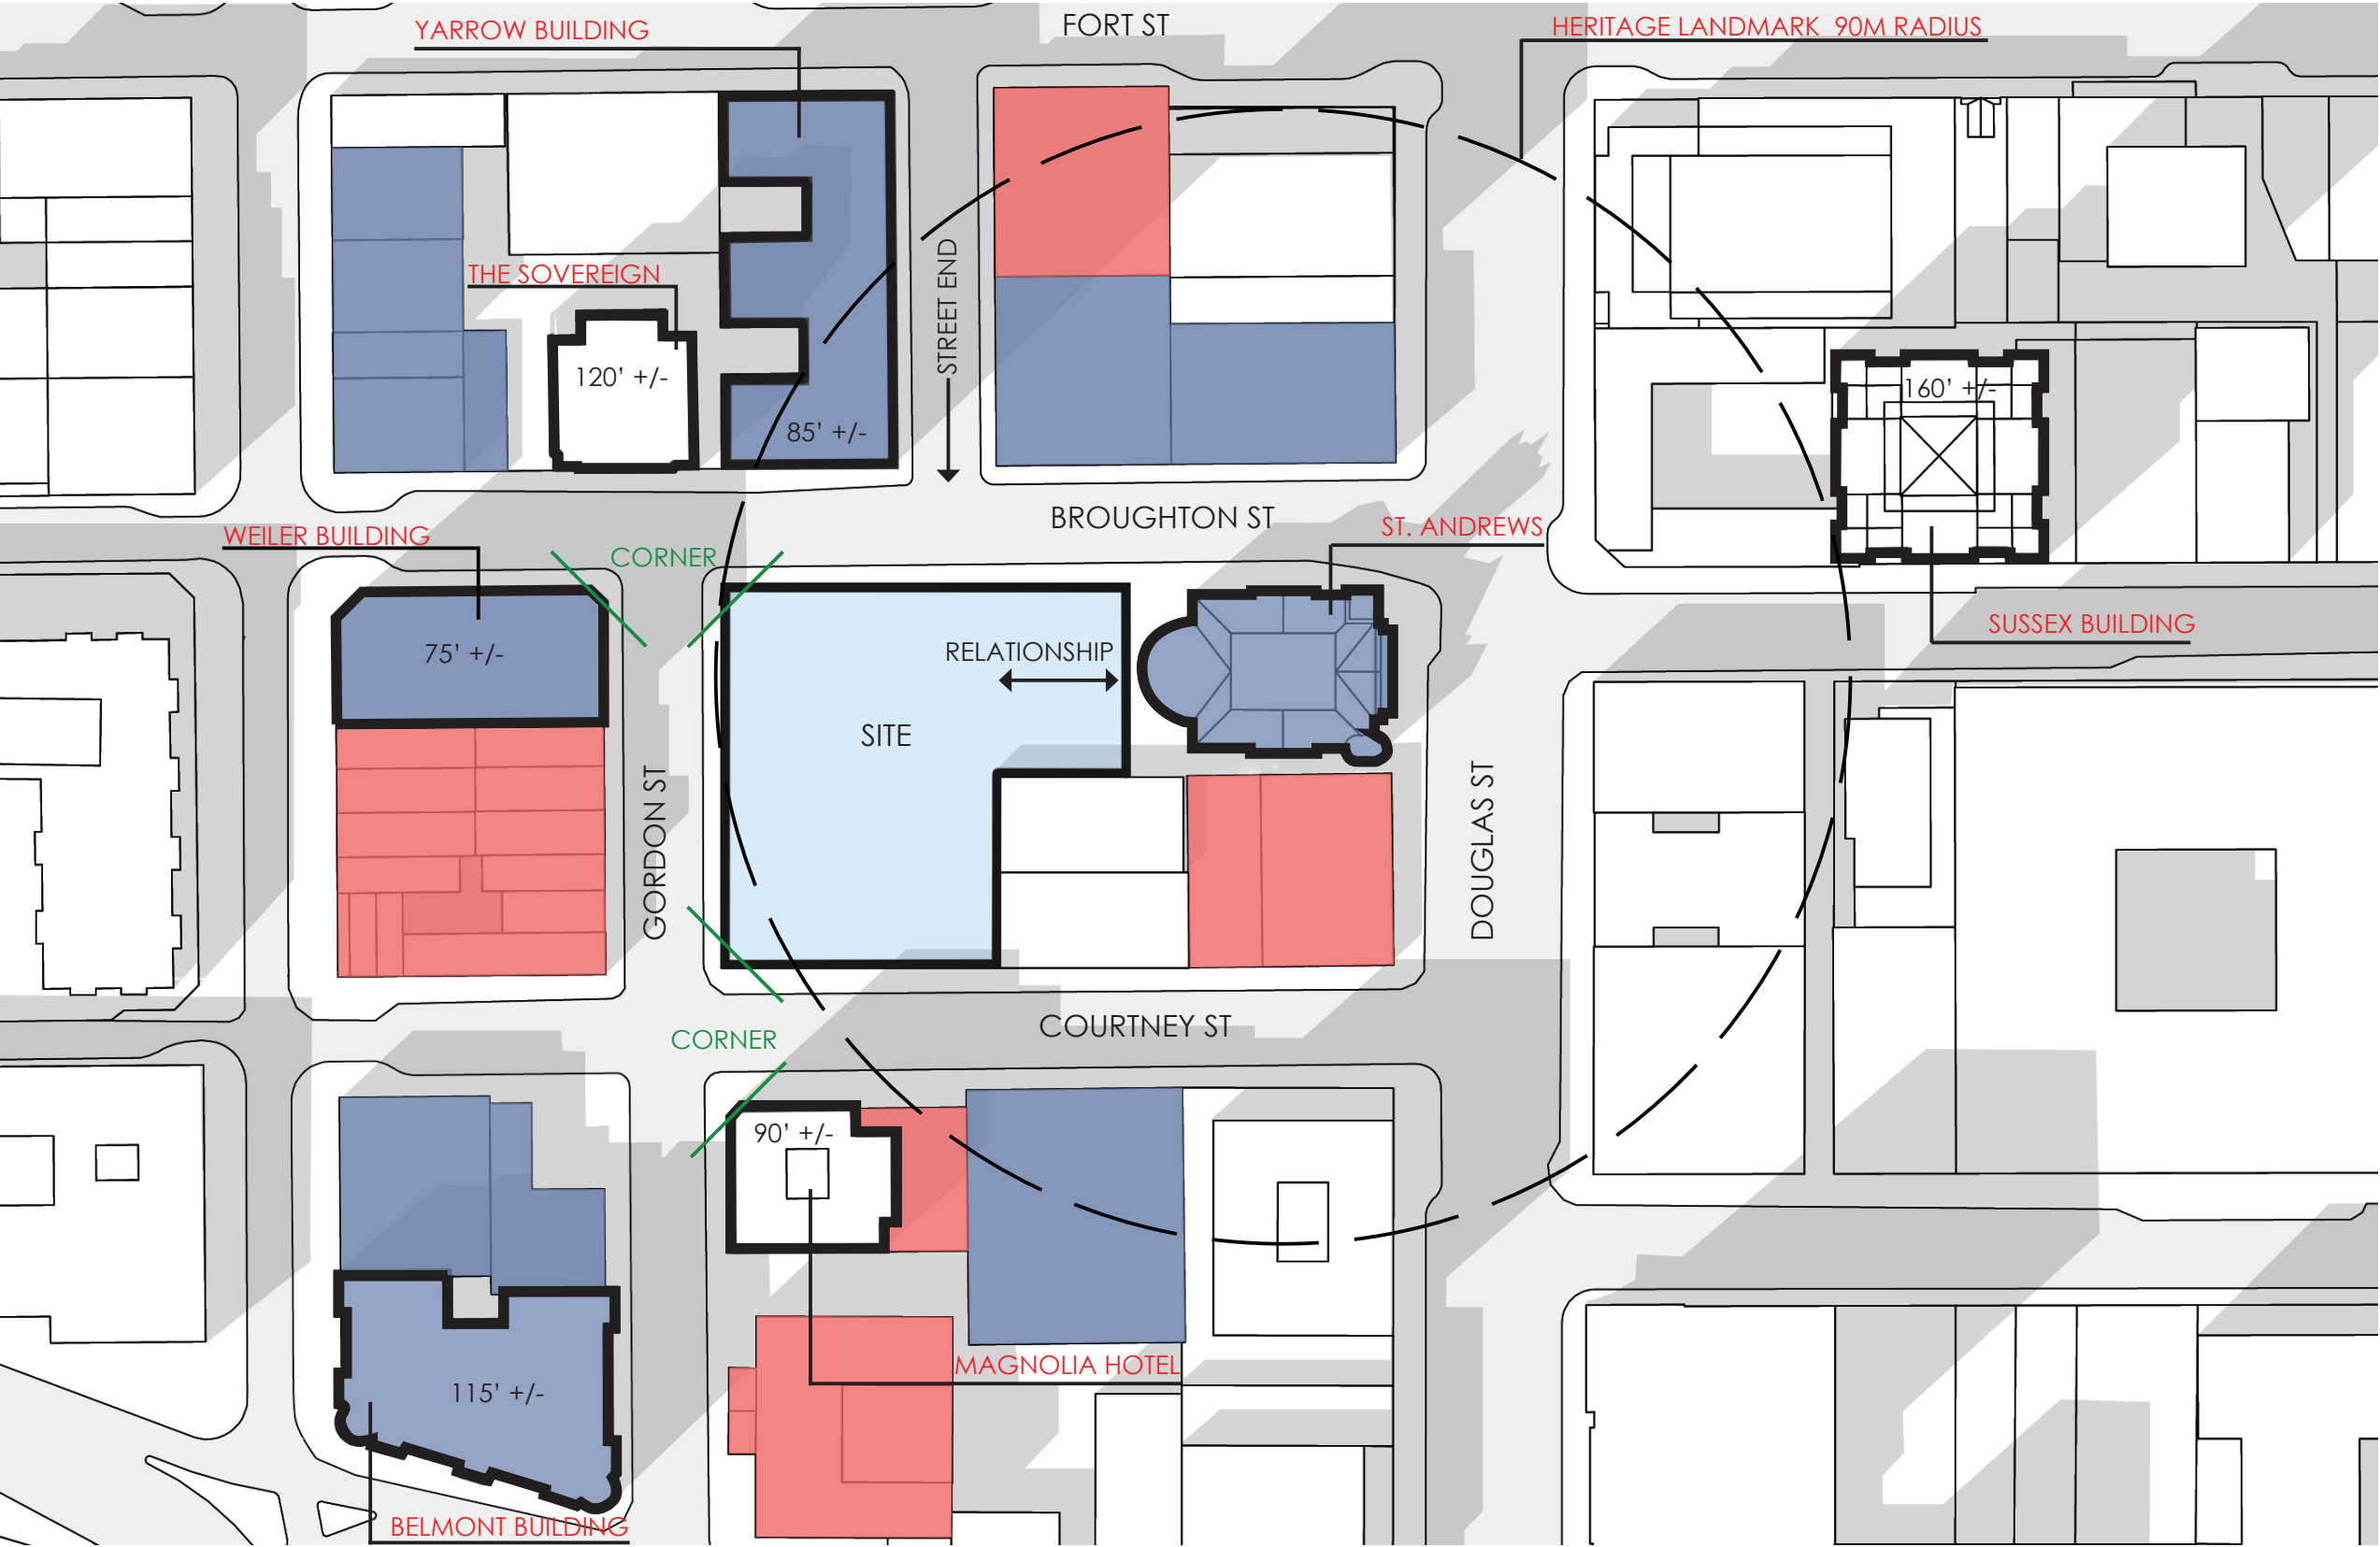 FORT ST
YARROW BUILDING
HERITAGE LANDMARK 90M RADIUS
THE SOVEREIGN
STREET END
120' +/-
160' +/-
85' +/-
BROUGHTON ST
ST. ANDREWS
WEILER BUILDING
CORNER
SUSSEX BUILDING
75' +/-
RELATIONSHIP
SITE
GORDON ST
DOUGLAS ST
COURTNEY ST
CORNER
90' +/-
MAGNOLIA HOTEL
115' +/-
BELMONT BUILDING